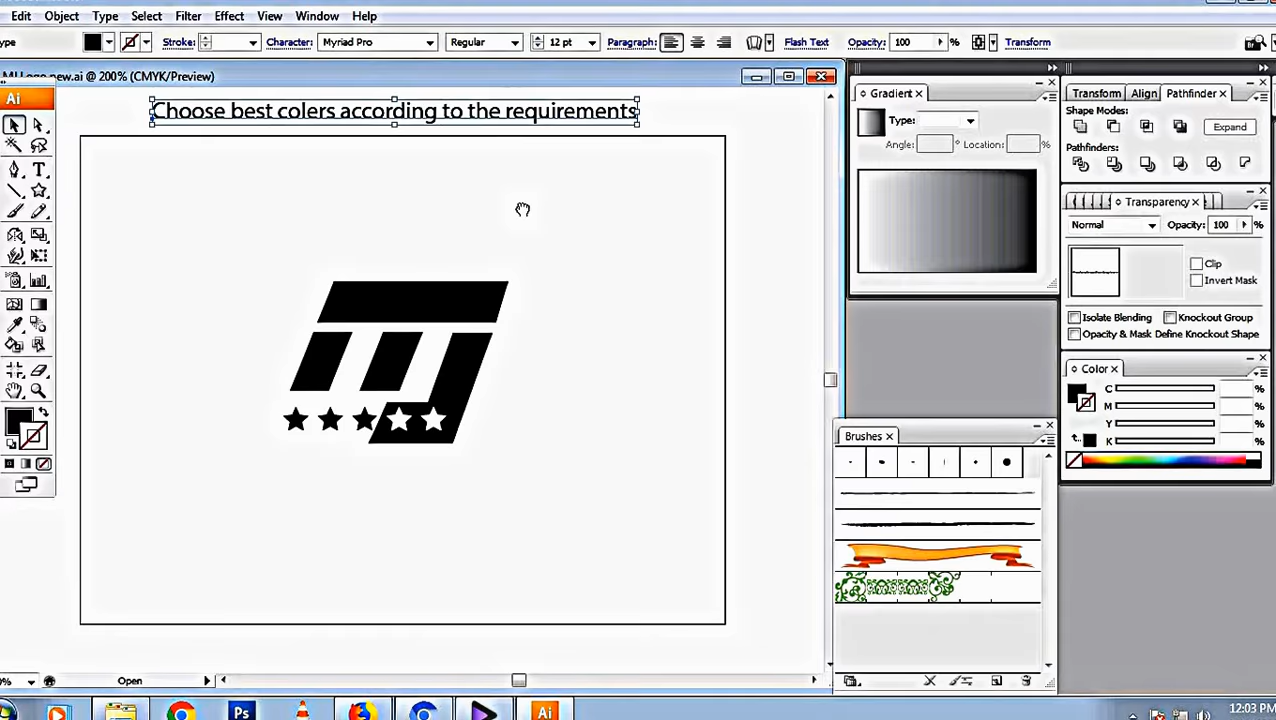 Edit Object Type Select Filter Effect View Window Help
Stroke: Character: Myriad Pro Regular 12 pt Paragraph: Flash Text Opacity: 100 % Transform
MJ Logo new.ai @ 200% (CMYK/Preview)
Ai
Choose best colers according to the requirements
Gradient
Type:
Angle: ° Location: %
Transform Align Pathfinder
Shape Modes:
Expand
Pathfinders:
Transparency
Normal Opacity: 100 %
Clip
Invert Mask
Isolate Blending Knockout Group
Opacity & Mask Define Knockout Shape
Color
C %
M %
Y %
K %
Brushes
Open
Ps
Ai
12:03 PM